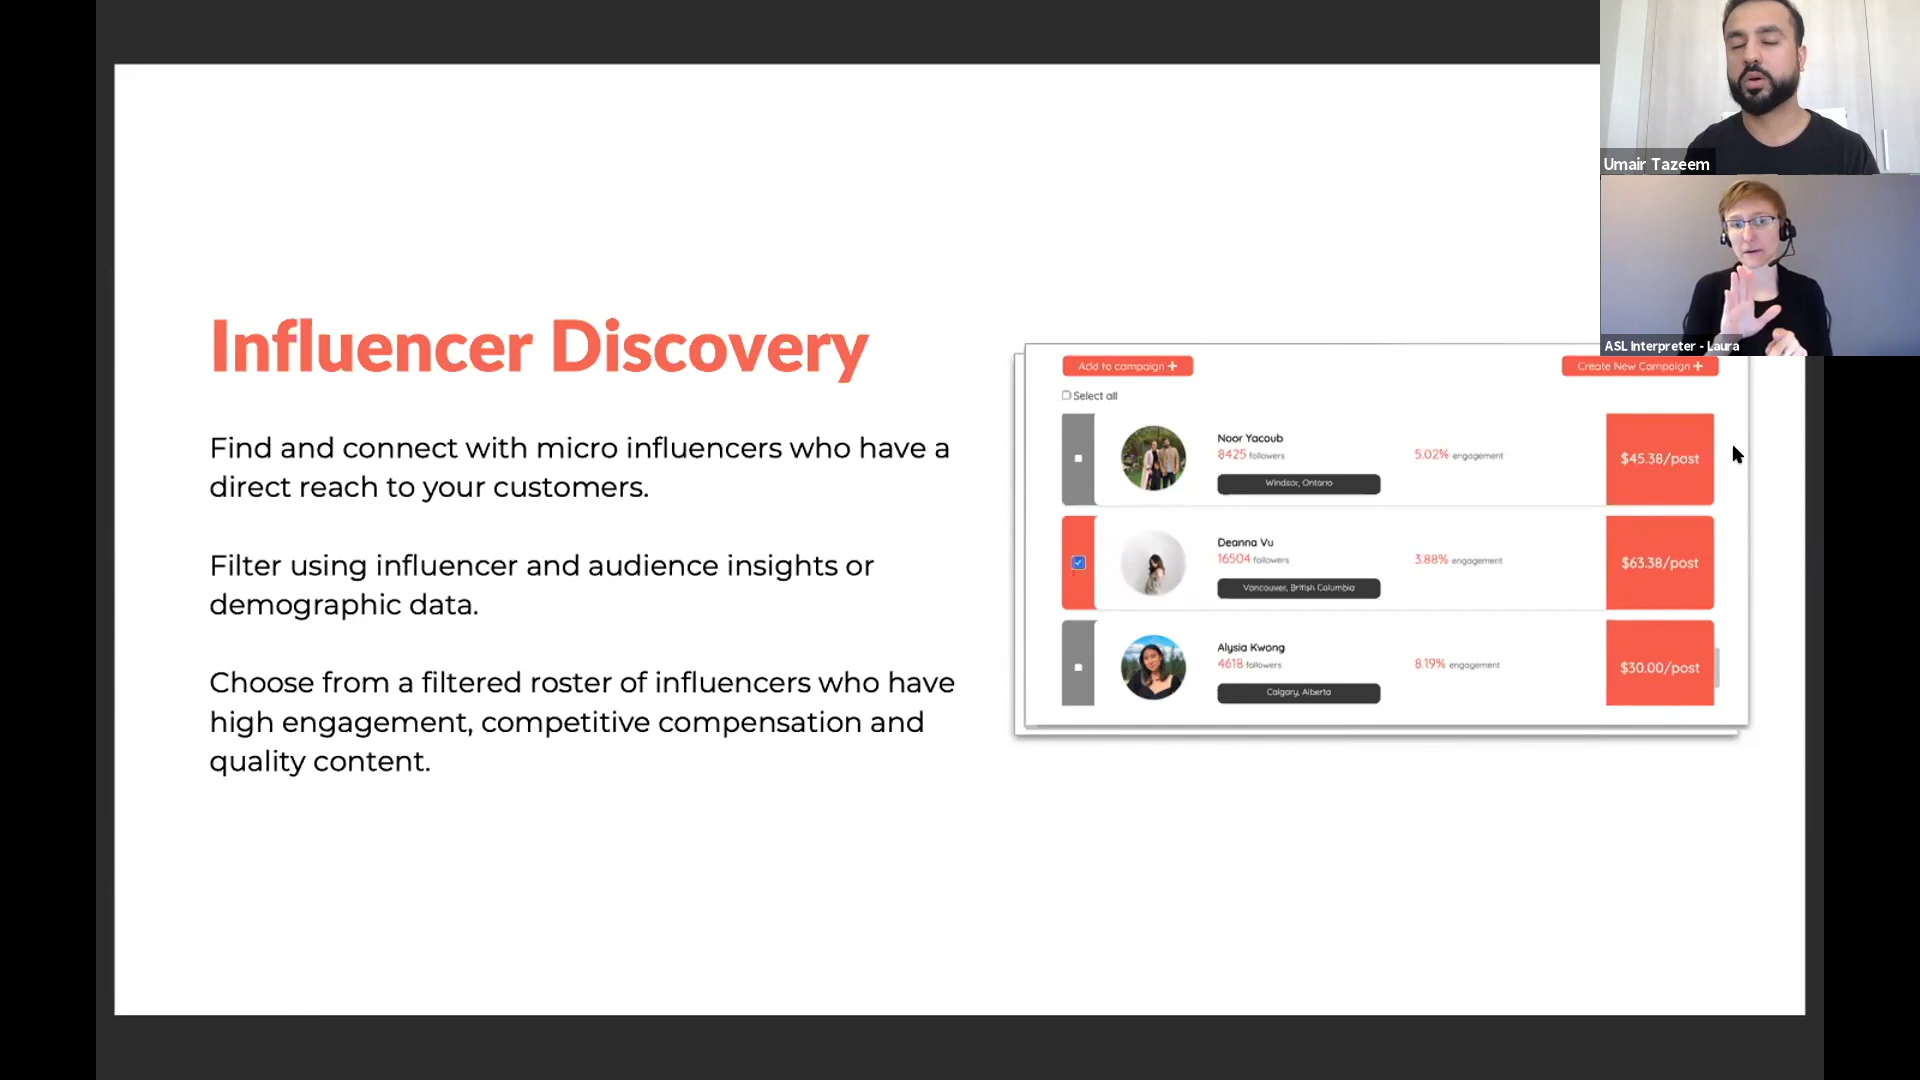 Umair Tazeem
ASL Interpreter - Laura
Influencer Discovery
Find and connect with micro influencers who have a
direct reach to your customers.
Filter using influencer and audience insights or
demographic data.
Choose from a filtered roster of influencers who have
high engagement, competitive compensation and
quality content.
Add to campaign +
Create New Campaign +
Select all
Noor Yacoub
8425 followers
5.02% engagement
$45.38/post
Windsor, Ontario
Deanna Vu
16504 followers
3.88% engagement
$63.38/post
Vancouver, British Columbia
Alysia Kwong
4618 followers
8.19% engagement
$30.00/post
Calgary, Alberta